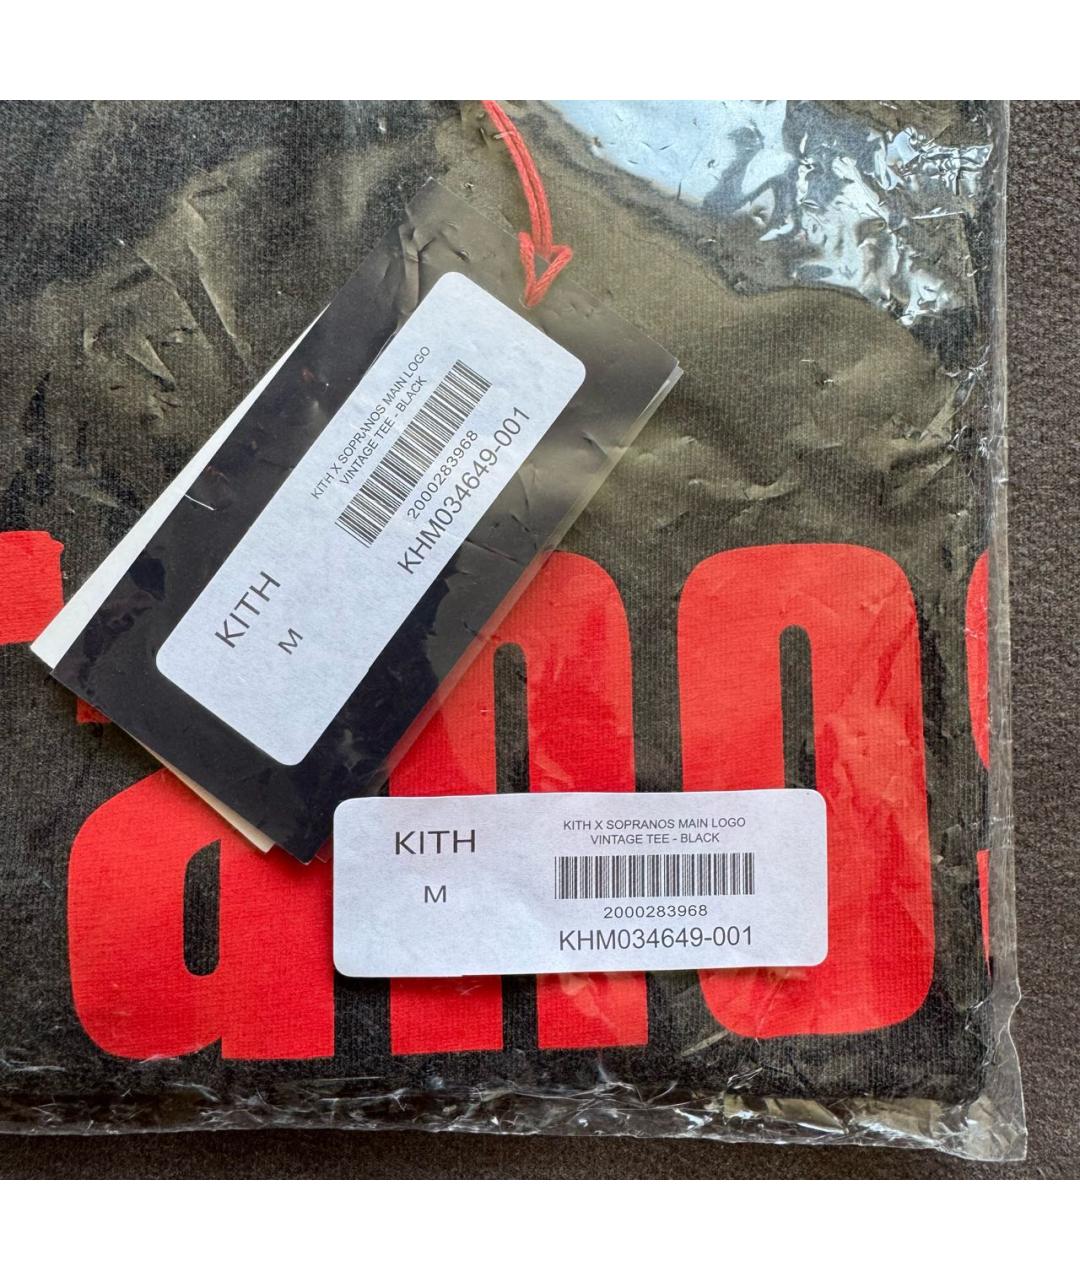 KITH X SOPRANOS MAIN LOGO
VINTAGE TEE - BLACK
2000283968
KHM034649-001
KITH
M
anos
KITH
M
KITH X SOPRANOS MAIN LOGO
VINTAGE TEE - BLACK
2000283968
KHM034649-001